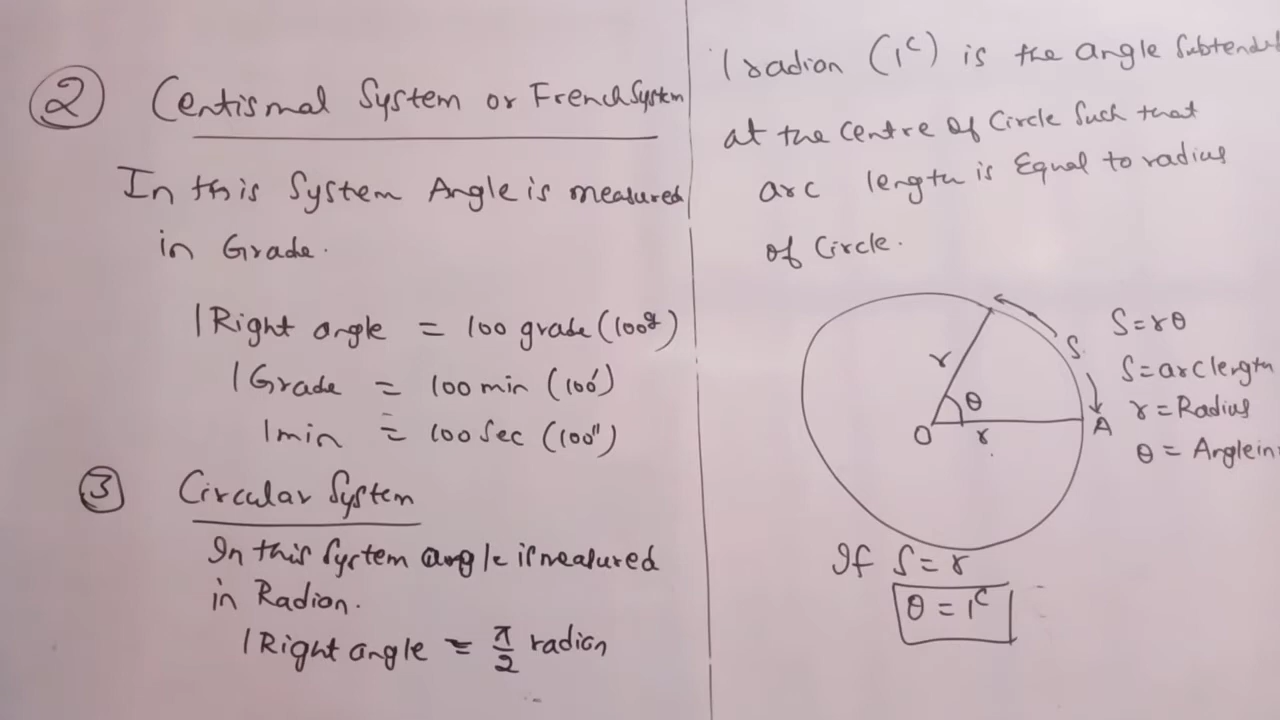 ② Centismal System or French System
In this System Angle is measured
in Grade.
1 Right angle = 100 grade (100g)
1 Grade = 100 min (100')
1 min = 100 Sec (100")
③ Circular System
In this System angle is measured
in Radion.
1 Right angle = π/2 radion
1 radion (1ᶜ) is the angle Subtended
at the Centre of Circle Such that
arc length is Equal to radius
of Circle.
S
r
θ
O
r
A
S=rθ
S=arc length
r=Radius
θ = Angle in
If S=r
θ = 1ᶜ